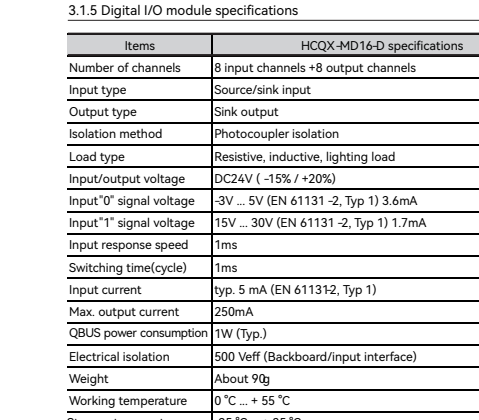 3.1.5 Digital I/O module specifications
Items HCQX-MD16-D specifications
Number of channels 8 input channels +8 output channels
Input type Source/sink input
Output type Sink output
Isolation method Photocoupler isolation
Load type Resistive, inductive, lighting load
Input/output voltage DC24V ( -15% / +20%)
Input"0" signal voltage -3V ... 5V (EN 61131 -2, Typ 1) 3.6mA
Input"1" signal voltage 15V ... 30V (EN 61131 -2, Typ 1) 1.7mA
Input response speed 1ms
Switching time(cycle) 1ms
Input current typ. 5 mA (EN 61131-2, Typ 1)
Max. output current 250mA
QBUS power consumption 1W (Typ.)
Electrical isolation 500 Veff (Backboard/input interface)
Weight About 90g
Working temperature 0 °C ... + 55 °C